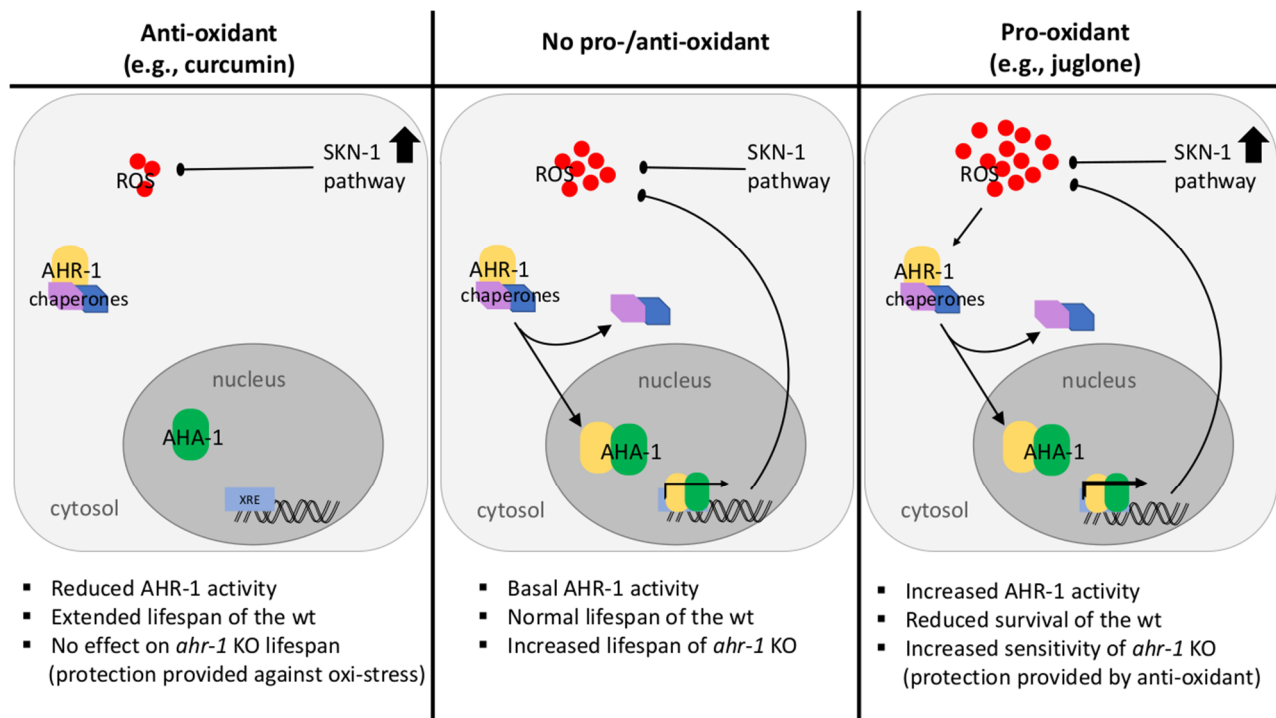 Anti-oxidant
(e.g., curcumin)
No pro-/anti-oxidant
Pro-oxidant
(e.g., juglone)
ROS
SKN-1
pathway
AHR-1
chaperones
nucleus
AHA-1
XRE
cytosol
ROS
SKN-1
pathway
AHR-1
chaperones
nucleus
AHA-1
cytosol
ROS
SKN-1
pathway
AHR-1
chaperones
nucleus
AHA-1
cytosol
▪ Reduced AHR-1 activity
▪ Extended lifespan of the wt
▪ No effect on ahr-1 KO lifespan
(protection provided against oxi-stress)
▪ Basal AHR-1 activity
▪ Normal lifespan of the wt
▪ Increased lifespan of ahr-1 KO
▪ Increased AHR-1 activity
▪ Reduced survival of the wt
▪ Increased sensitivity of ahr-1 KO
(protection provided by anti-oxidant)